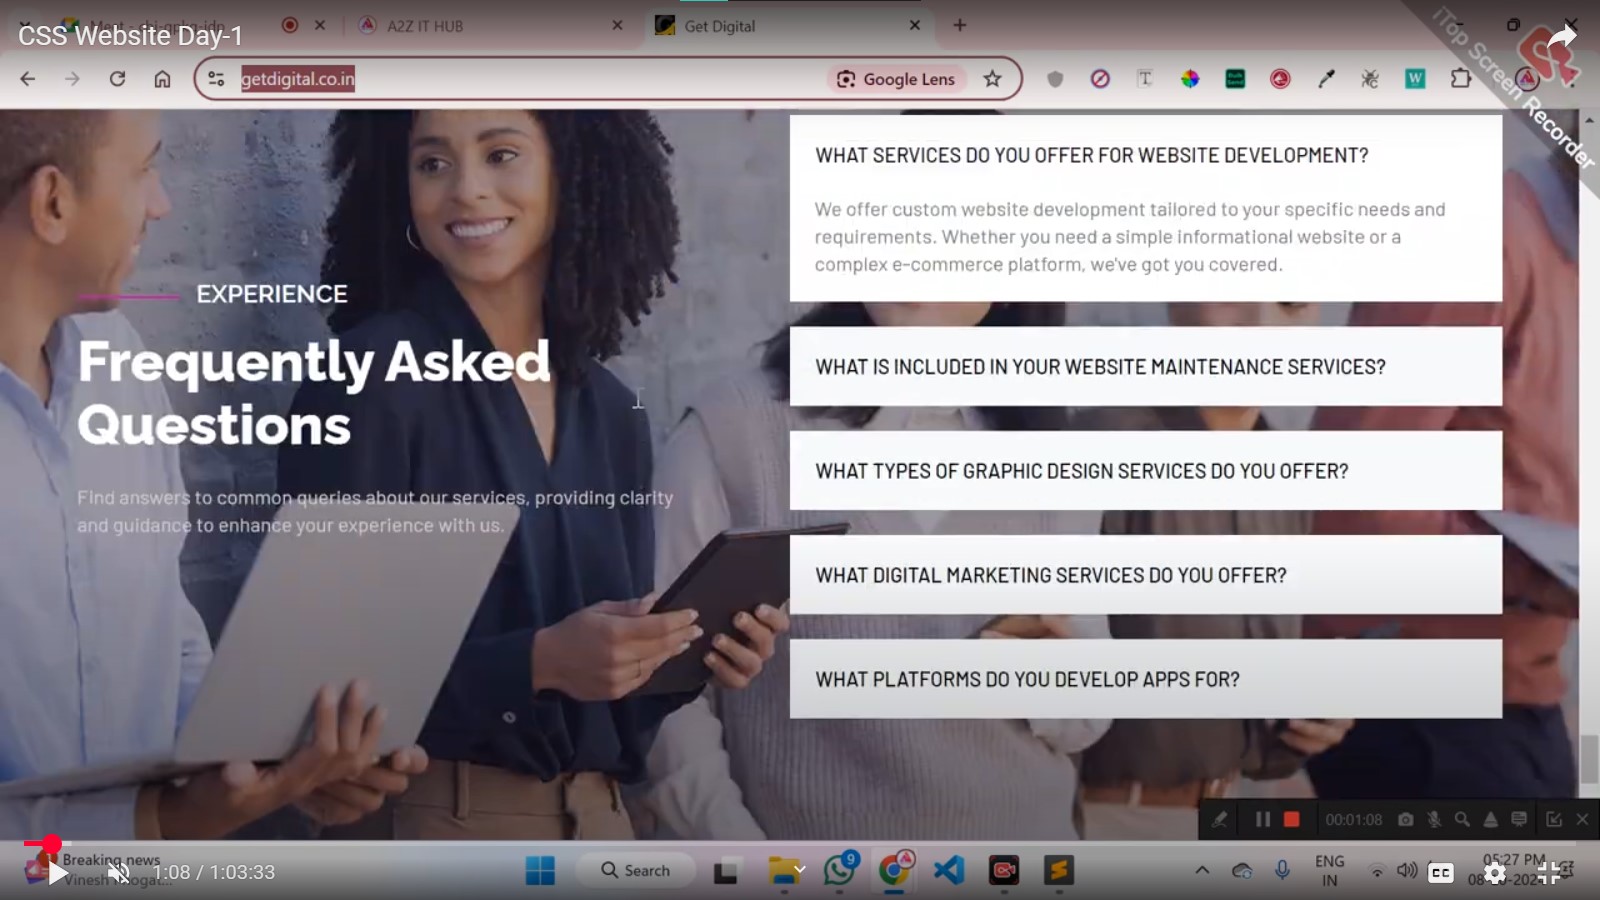 CSS Website Day-1
A2Z IT HUB
Get Digital
getdigital.co.in
Google Lens
iTop Screen Recorder
EXPERIENCE
Frequently Asked
Questions
Find answers to common queries about our services, providing clarity
and guidance to enhance your experience with us.
WHAT SERVICES DO YOU OFFER FOR WEBSITE DEVELOPMENT?
We offer custom website development tailored to your specific needs and
requirements. Whether you need a simple informational website or a
complex e-commerce platform, we've got you covered.
WHAT IS INCLUDED IN YOUR WEBSITE MAINTENANCE SERVICES?
WHAT TYPES OF GRAPHIC DESIGN SERVICES DO YOU OFFER?
WHAT DIGITAL MARKETING SERVICES DO YOU OFFER?
WHAT PLATFORMS DO YOU DEVELOP APPS FOR?
00:01:08
Breaking news
Vinesh
1:08 / 1:03:33
Search
9
ENG
IN
05:27 PM
CC